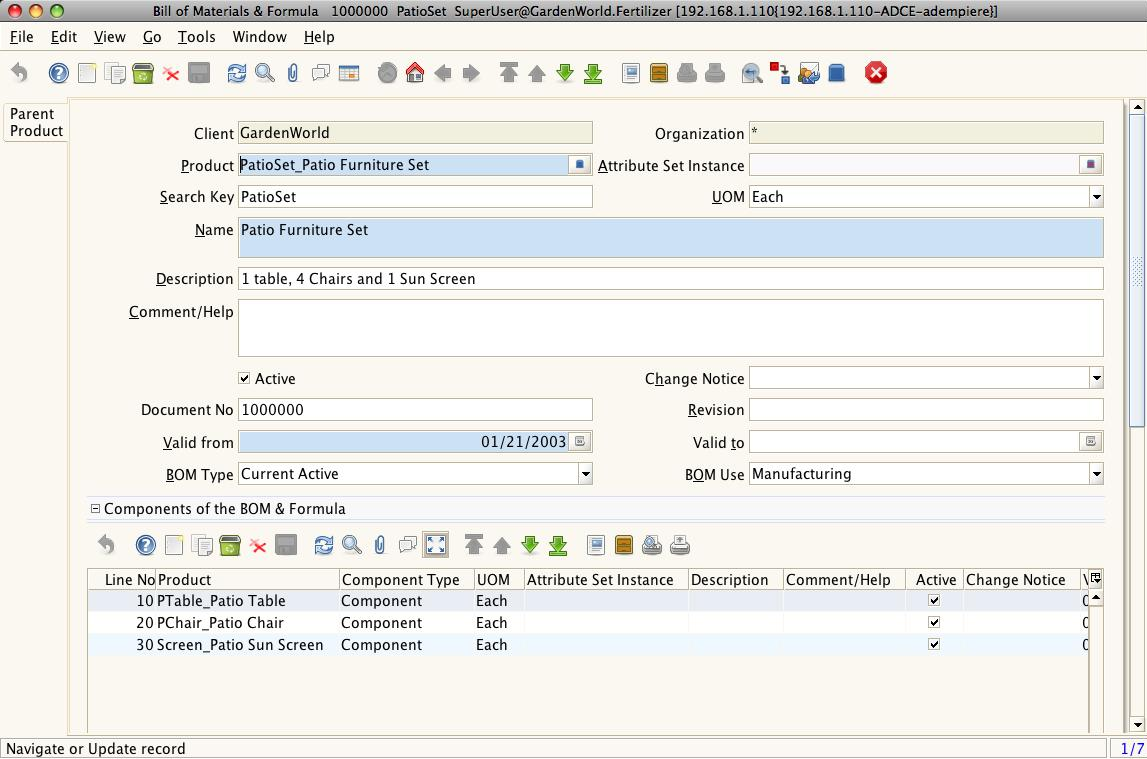 Bill of Materials & Formula 1000000 PatioSet SuperUser@GardenWorld.Fertilizer [192.168.1.110{192.168.1.110-ADCE-adempiere}]
File Edit View Go Tools Window Help
Parent
Product
Client GardenWorld Organization *
Product PatioSet_Patio Furniture Set Attribute Set Instance
Search Key PatioSet UOM Each
Name Patio Furniture Set
Description 1 table, 4 Chairs and 1 Sun Screen
Comment/Help
Active Change Notice
Document No 1000000 Revision
Valid from 01/21/2003 Valid to
BOM Type Current Active BOM Use Manufacturing
Components of the BOM & Formula
Line No Product Component Type UOM Attribute Set Instance Description Comment/Help Active Change Notice
10 PTable_Patio Table Component Each
20 PChair_Patio Chair Component Each
30 Screen_Patio Sun Screen Component Each
Navigate or Update record 1/7